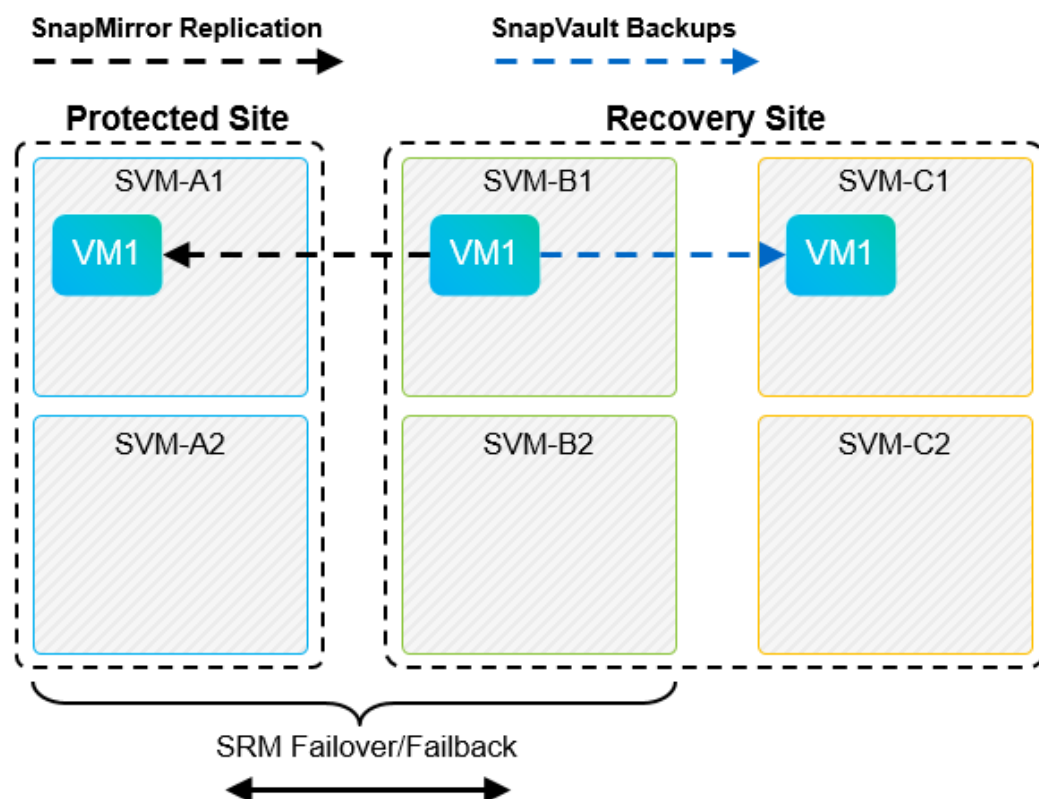 SnapMirror Replication
SnapVault Backups
Protected Site
Recovery Site
SVM-A1
SVM-B1
SVM-C1
VM1
VM1
VM1
SVM-A2
SVM-B2
SVM-C2
SRM Failover/Failback